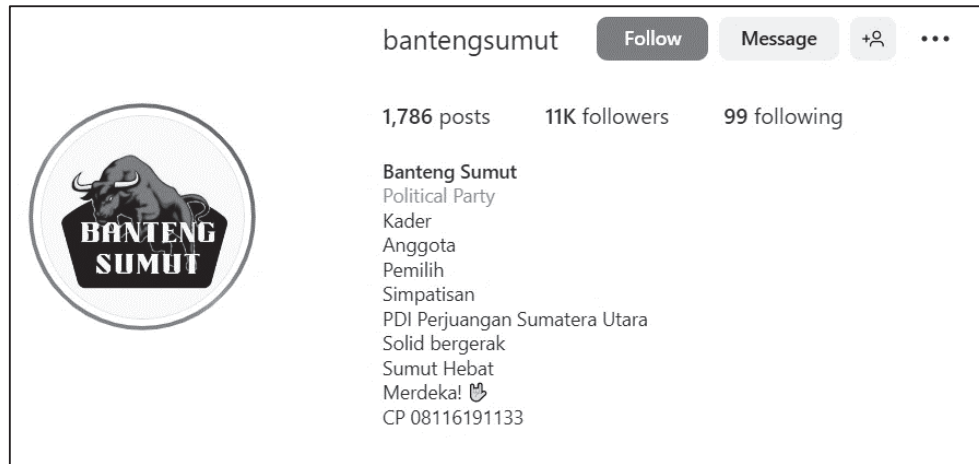 bantengsumut Follow Message
1,786 posts 11K followers 99 following
Banteng Sumut
Political Party
Kader
Anggota
Pemilih
Simpatisan
PDI Perjuangan Sumatera Utara
Solid bergerak
Sumut Hebat
Merdeka! 🤟
CP 08116191133
BANTENG
SUMUT